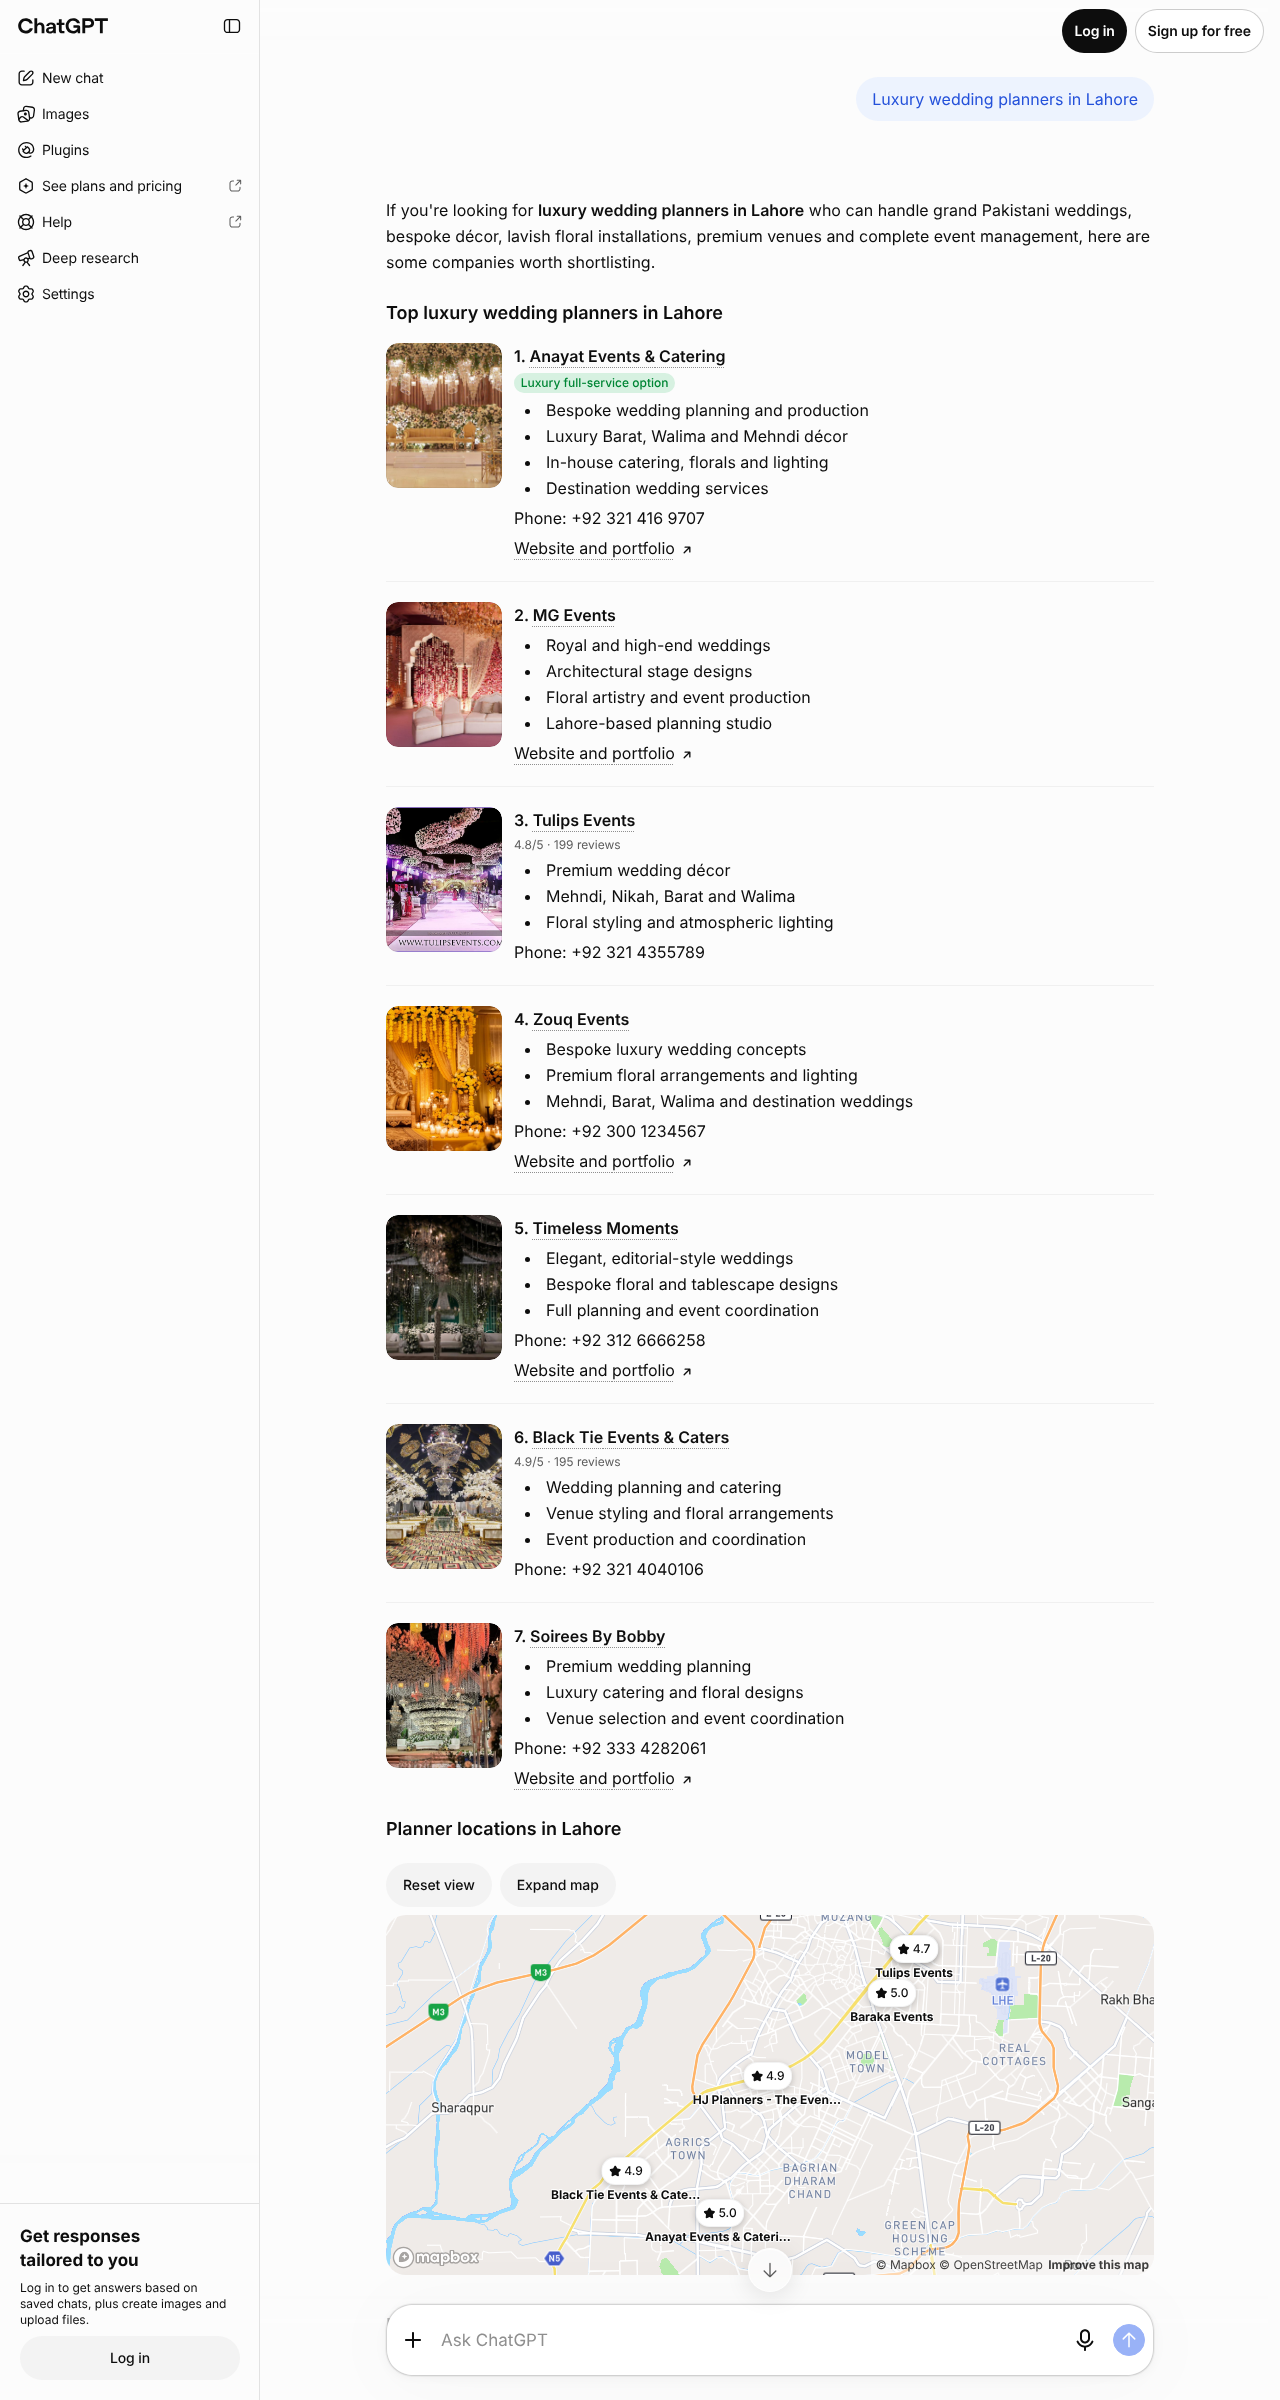 ChatGPT
New chat
Images
Plugins
See plans and pricing
Help
Deep research
Settings
Log in
Sign up for free
Luxury wedding planners in Lahore
If you're looking for luxury wedding planners in Lahore who can handle grand Pakistani weddings,
bespoke décor, lavish floral installations, premium venues and complete event management, here are
some companies worth shortlisting.
Top luxury wedding planners in Lahore
1. Anayat Events & Catering
Luxury full-service option
• Bespoke wedding planning and production
• Luxury Barat, Walima and Mehndi décor
• In-house catering, florals and lighting
• Destination wedding services
Phone: +92 321 416 9707
Website and portfolio
2. MG Events
• Royal and high-end weddings
• Architectural stage designs
• Floral artistry and event production
• Lahore-based planning studio
Website and portfolio
3. Tulips Events
4.8/5 · 199 reviews
• Premium wedding décor
• Mehndi, Nikah, Barat and Walima
• Floral styling and atmospheric lighting
WWW.TULIPSEVENTS.COM
Phone: +92 321 4355789
4. Zouq Events
• Bespoke luxury wedding concepts
• Premium floral arrangements and lighting
• Mehndi, Barat, Walima and destination weddings
Phone: +92 300 1234567
Website and portfolio
5. Timeless Moments
• Elegant, editorial-style weddings
• Bespoke floral and tablescape designs
• Full planning and event coordination
Phone: +92 312 6666258
Website and portfolio
6. Black Tie Events & Caters
4.9/5 · 195 reviews
• Wedding planning and catering
• Venue styling and floral arrangements
• Event production and coordination
Phone: +92 321 4040106
7. Soirees By Bobby
• Premium wedding planning
• Luxury catering and floral designs
• Venue selection and event coordination
Phone: +92 333 4282061
Website and portfolio
Planner locations in Lahore
Reset view
Expand map
MOZANG
4.7
Tulips Events
L-20
M3
5.0
LHE
Rakh Bha
M3
Baraka Events
MODEL
TOWN
REAL
COTTAGES
4.9
HJ Planners - The Even...
Sharaqpur
Sanga
L-20
AGRICS
TOWN
4.9
BAGRIAN
DHARAM
CHAND
Black Tie Events & Cate...
5.0
Anayat Events & Cateri...
GREEN CAP
HOUSING
SCHEME
N5
mapbox
© Mapbox © OpenStreetMap Improve this map
Get responses
tailored to you
Log in to get answers based on
saved chats, plus create images and
upload files.
Log in
Ask ChatGPT